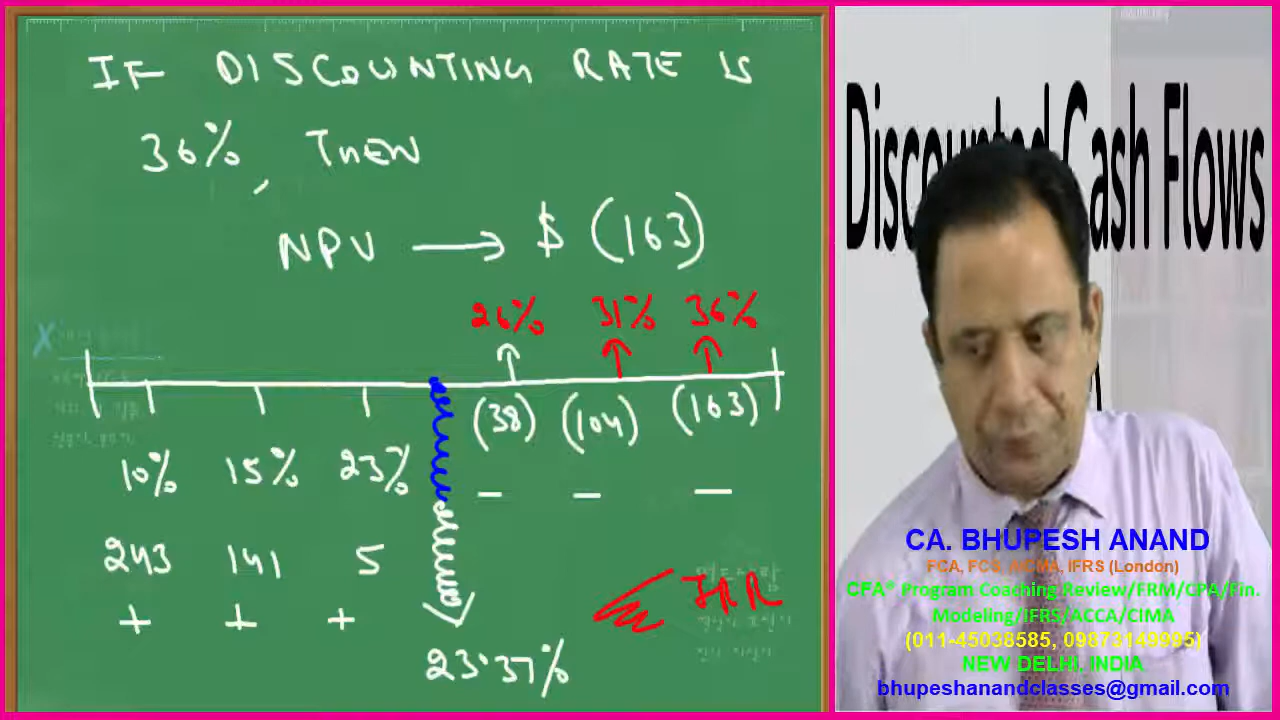 IF DISCOUNTING RATE IS
36%, THEN
NPV → $ (163)
26% 31% 36%
(38) (104) (163)
10% 15% 23%
— — —
243 141 5
+ + +
IRR
23.37%
Discounted Cash Flows
CA. BHUPESH ANAND
FCA, FCS, AICMA, IFRS (London)
CFA® Program Coaching Review/FRM/CPA/Fin.
Modeling/IFRS/ACCA/CIMA
(011-45038585, 09873149995)
NEW DELHI, INDIA
bhupeshanandclasses@gmail.com